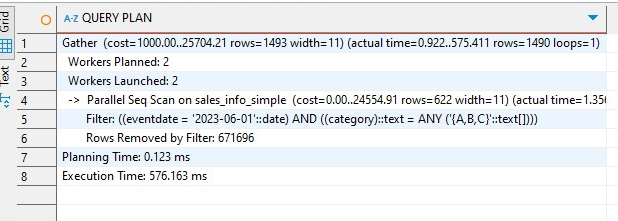 Grid
Text
A-Z QUERY PLAN
1 Gather (cost=1000.00..25704.21 rows=1493 width=11) (actual time=0.922..575.411 rows=1490 loops=1)
2 Workers Planned: 2
3 Workers Launched: 2
4 -> Parallel Seq Scan on sales_info_simple (cost=0.00..24554.91 rows=622 width=11) (actual time=1.350
5 Filter: ((eventdate = '2023-06-01'::date) AND ((category)::text = ANY ('{A,B,C}'::text[])))
6 Rows Removed by Filter: 671696
7 Planning Time: 0.123 ms
8 Execution Time: 576.163 ms